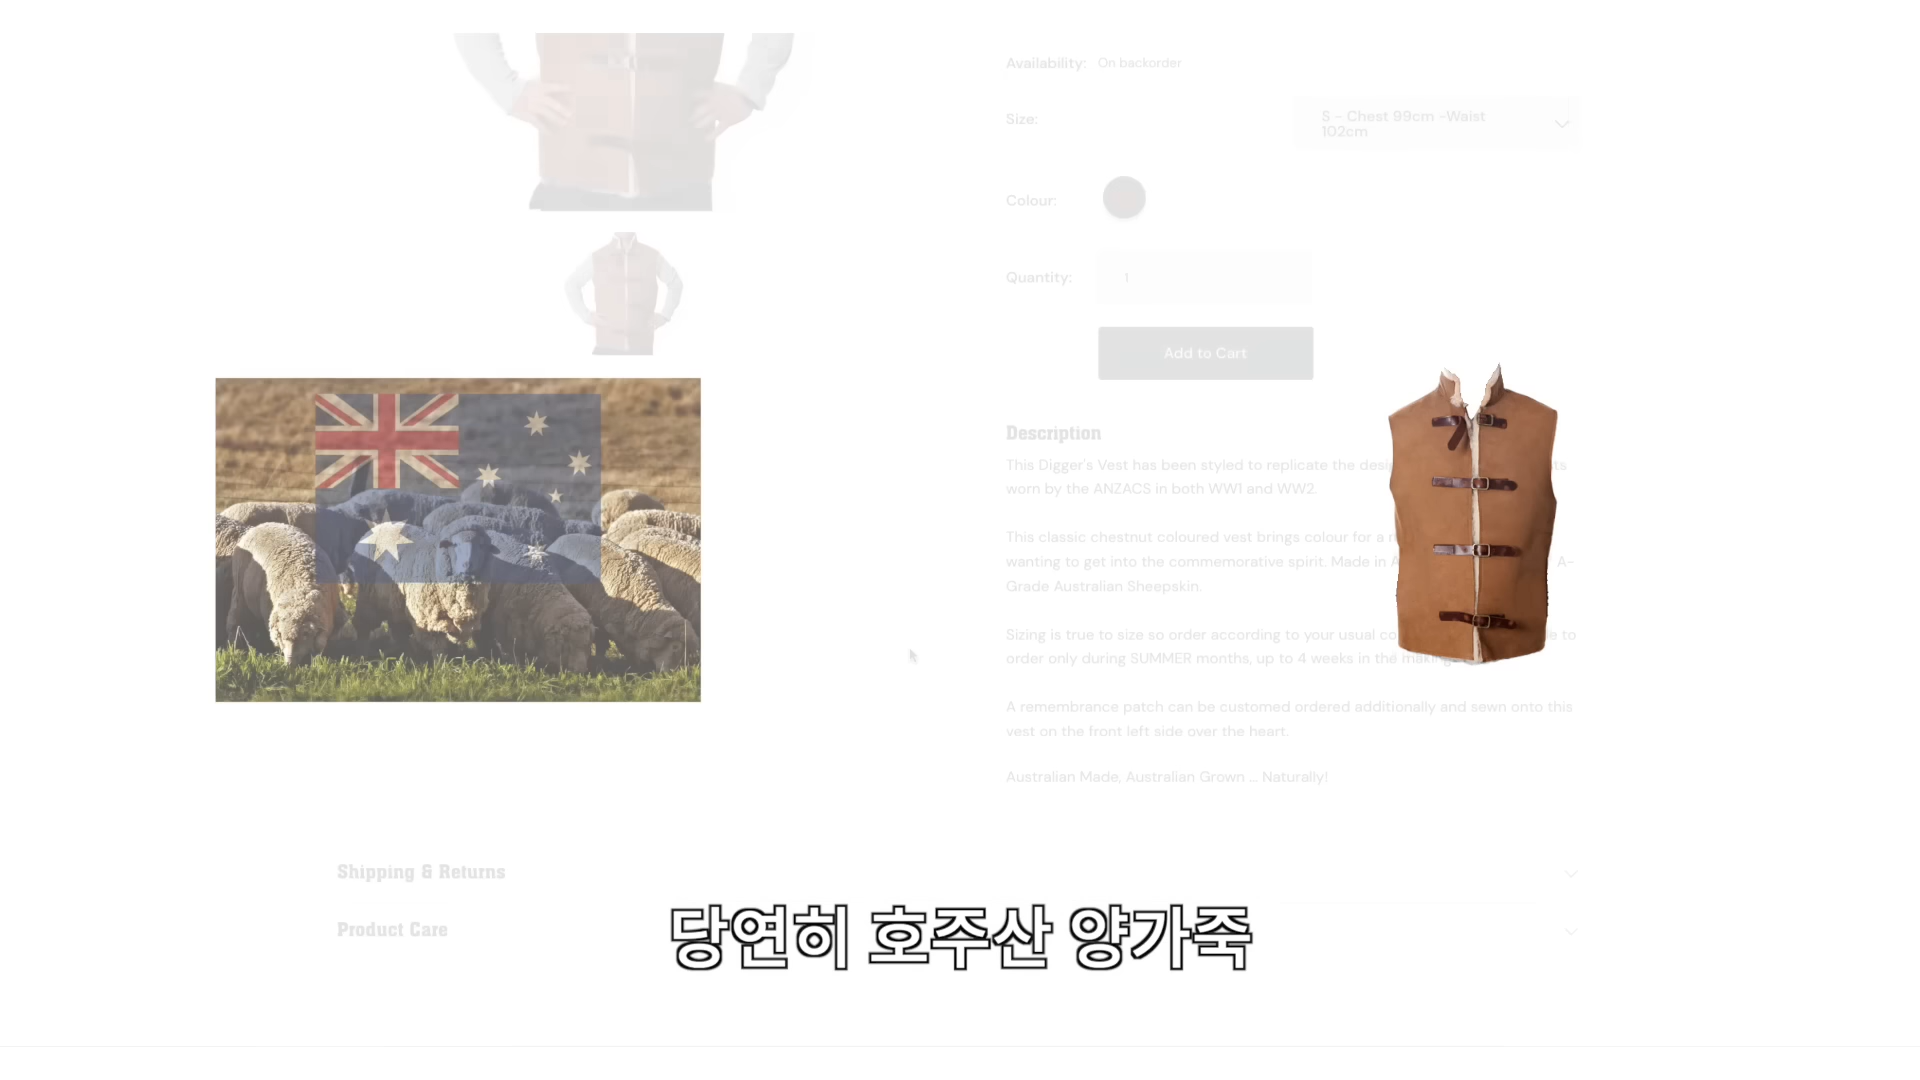 Availability: On backorder
Size: S - Chest 99cm -Waist
102cm
Colour:
Quantity: 1
Add to Cart
Description
This Digger's Vest has been styled to replicate the
worn by the ANZACS in both WW1 and WW2.
This classic chestnut coloured vest brings colour for a
wanting to get into the commemorative spirit. Made in A-
Grade Australian Sheepskin.
Sizing is true to size so order according to your usual to
order only during SUMMER months, up to 4 weeks in the making
A remembrance patch can be customed ordered additionally and sewn onto this
vest on the front left side over the heart.
Australian Made, Australian Grown ... Naturally!
Shipping & Returns
Product Care
당연히 호주산 양가죽